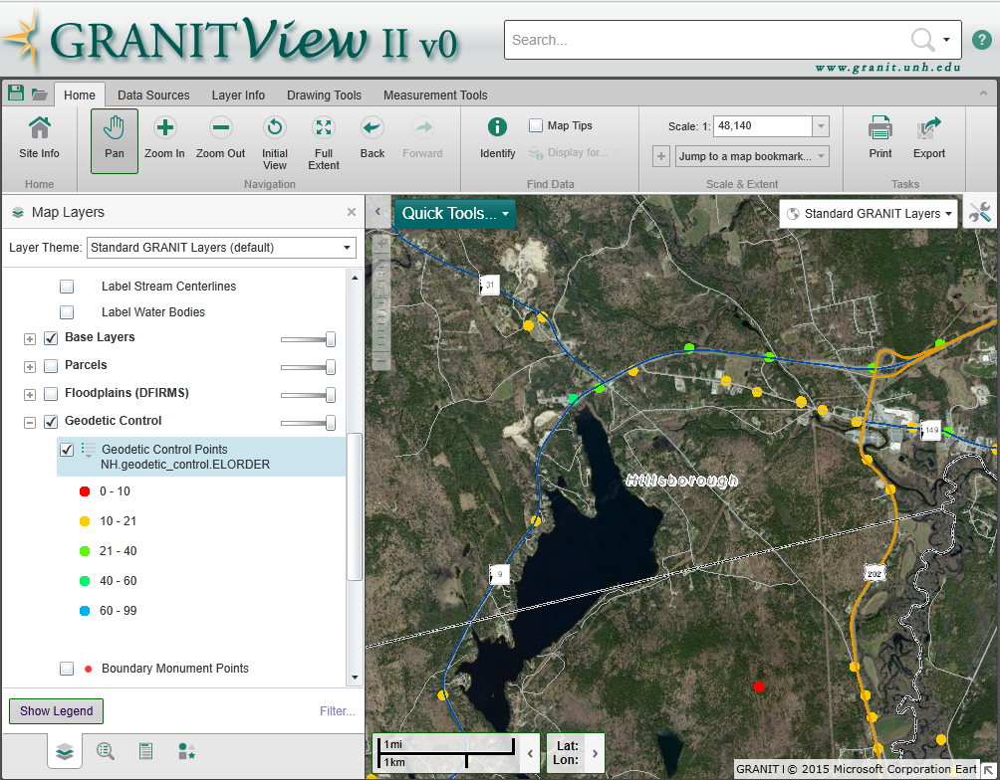 GRANITView II v0
Search...
?
www.granit.unh.edu
Home Data Sources Layer Info Drawing Tools Measurement Tools
Site Info
Pan
Zoom In
Zoom Out
Initial View
Full Extent
Back
Forward
Identify
Map Tips
Display for...
Scale: 1: 48,140
Jump to a map bookmark...
Print
Export
Home
Navigation
Find Data
Scale & Extent
Tasks
Map Layers
Layer Theme: Standard GRANIT Layers (default)
Label Stream Centerlines
Label Water Bodies
Base Layers
Parcels
Floodplains (DFIRMS)
Geodetic Control
Geodetic Control Points
NH.geodetic_control.ELORDER
0 - 10
10 - 21
21 - 40
40 - 60
60 - 99
Boundary Monument Points
Show Legend
Filter...
Quick Tools...
Standard GRANIT Layers
31
149
Hillsborough
9
202
1mi
1km
Lat:
Lon:
GRANIT | © 2015 Microsoft Corporation Eart